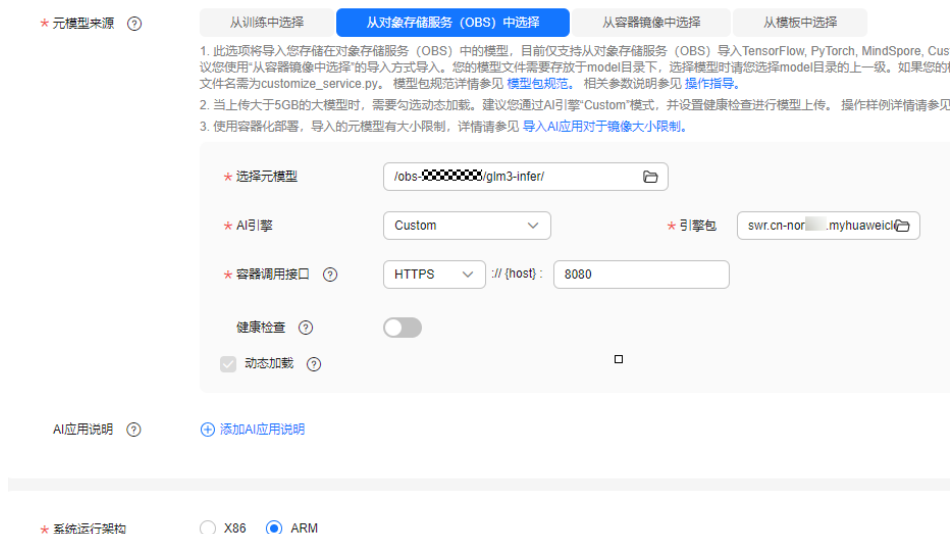 * 元模型来源 ? 从训练中选择 从对象存储服务（OBS）中选择 从容器镜像中选择 从模板中选择
1. 此选项将导入您存储在对象存储服务（OBS）中的模型，目前仅支持从对象存储服务（OBS）导入TensorFlow, PyTorch, MindSpore, Cus
议您使用“从容器镜像中选择”的导入方式导入。您的模型文件需要存放于model目录下，选择模型时请您选择model目录的上一级。如果您的模
文件名需为customize_service.py。 模型包规范详情参见 模型包规范。 相关参数说明参见 操作指导。
2. 当上传大于5GB的大模型时，需要勾选动态加载。建议您通过AI引擎“Custom”模式，并设置健康检查进行模型上传。 操作样例详情请参见
3. 使用容器化部署，导入的元模型有大小限制，详情请参见 导入AI应用对于镜像大小限制。
* 选择元模型 /obs- /glm3-infer/
* AI引擎 Custom * 引擎包 swr.cn-nor .myhuaweicl
* 容器调用接口 ? HTTPS :// {host} : 8080
健康检查 ?
动态加载 ?
AI应用说明 ? 添加AI应用说明
* 系统运行架构 X86 ARM